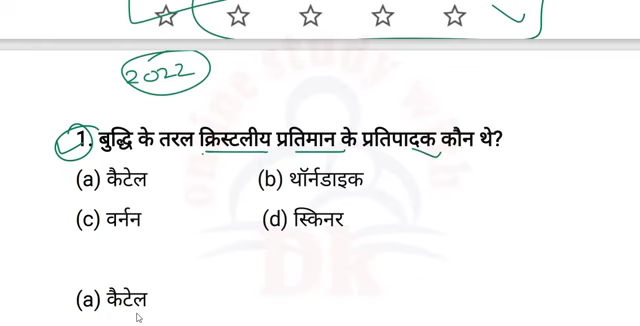 2022
1. बुद्धि के तरल क्रिस्टलीय प्रतिमान के प्रतिपादक कौन थे?
(a) कैटेल (b) थॉर्नडाइक
(c) वर्नन (d) स्किनर
(a) कैटेल